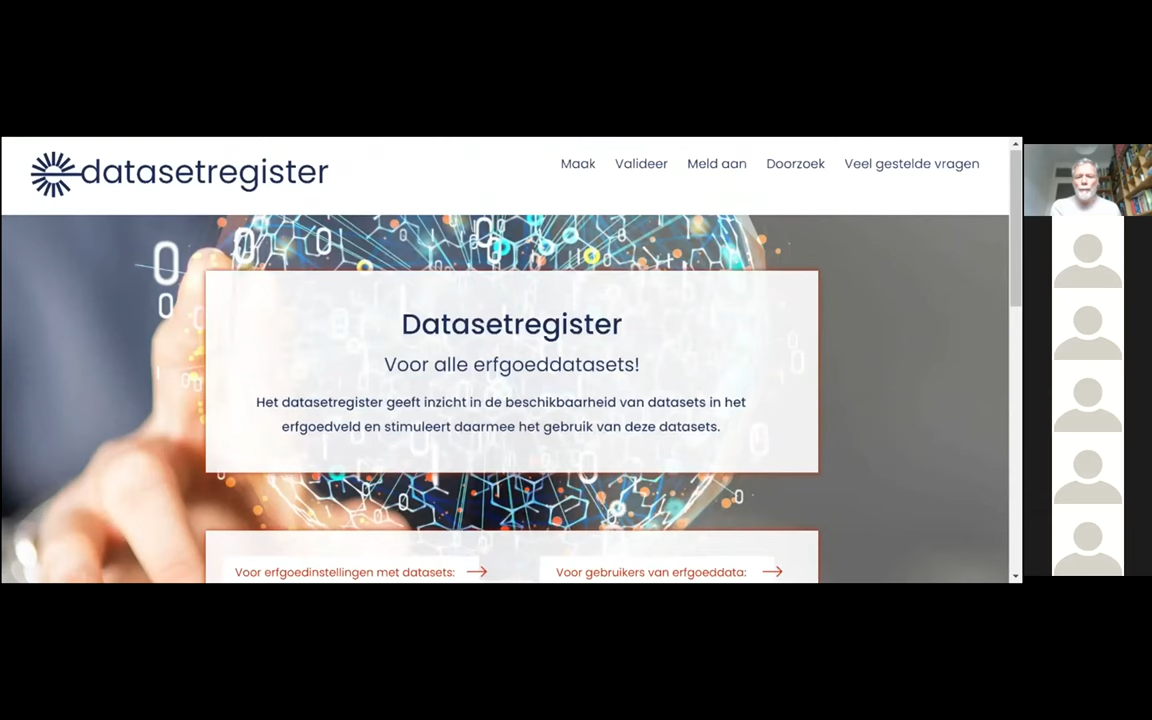 datasetregister
Maak Valideer Meld aan Doorzoek Veel gestelde vragen
Datasetregister
Voor alle erfgoeddatasets!
Het datasetregister geeft inzicht in de beschikbaarheid van datasets in het
erfgoedveld en stimuleert daarmee het gebruik van deze datasets.
Voor erfgoedinstellingen met datasets:
Voor gebruikers van erfgoeddata: